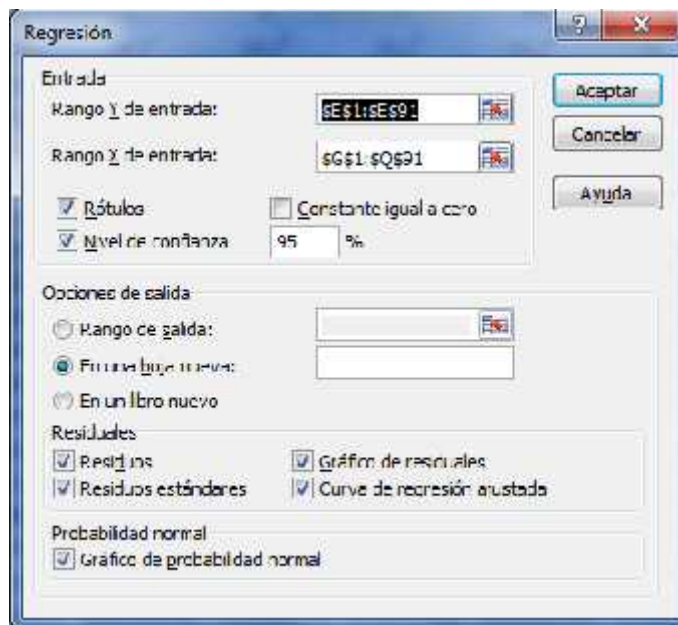 Regresión
Entrada
Rango Y de entrada: $E$1:$E$91
Rango X de entrada: $G$1:$Q$91
Rótulos
Constante igual a cero
Nivel de confianza 95 %
Aceptar
Cancelar
Ayuda
Opciones de salida
Rango de salida:
En una hoja nueva:
En un libro nuevo
Residuales
Residuos
Gráfico de residuales
Residuos estándares
Curva de regresión ajustada
Probabilidad normal
Gráfico de probabilidad normal